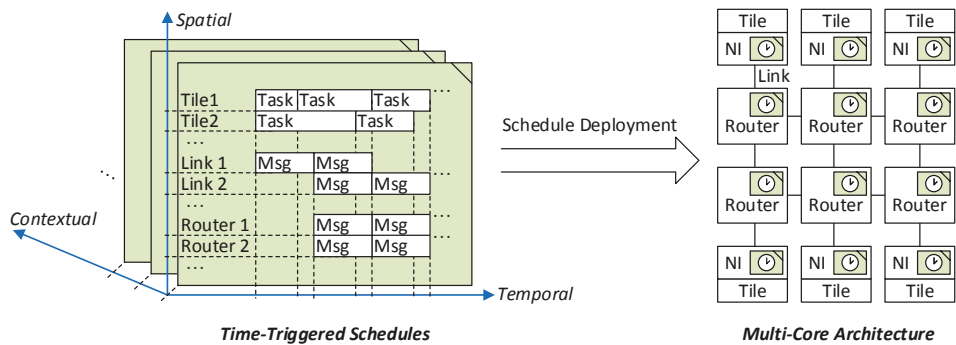 Spatial
Tile1 Task Task Task ...
Tile2 Task Task
...
Link 1 Msg Msg ...
Link 2 Msg Msg
...
Router 1 Msg Msg ...
Router 2 Msg Msg
...
...
Contextual
Temporal
Time-Triggered Schedules
Schedule Deployment
Tile Tile Tile
NI NI NI
Link
Router Router Router
Router Router Router
NI NI NI
Tile Tile Tile
Multi-Core Architecture